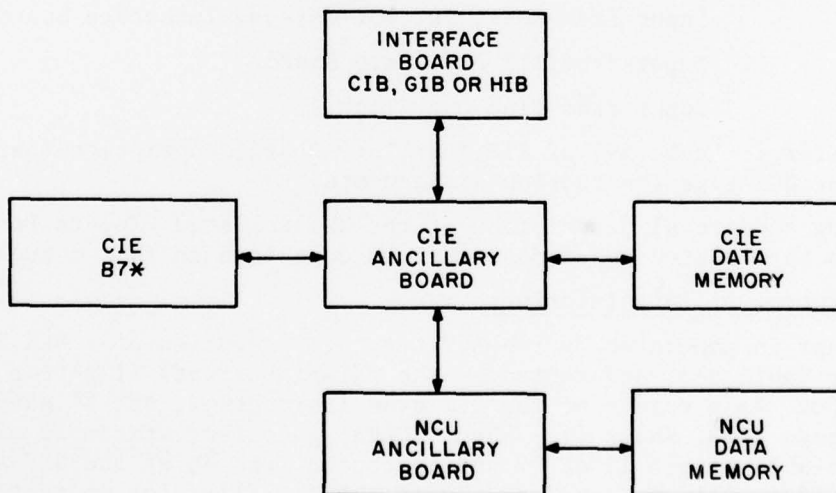 INTERFACE
BOARD
CIB, GIB OR HIB
CIE
B7*
CIE
ANCILLARY
BOARD
CIE
DATA
MEMORY
NCU
ANCILLARY
BOARD
NCU
DATA
MEMORY